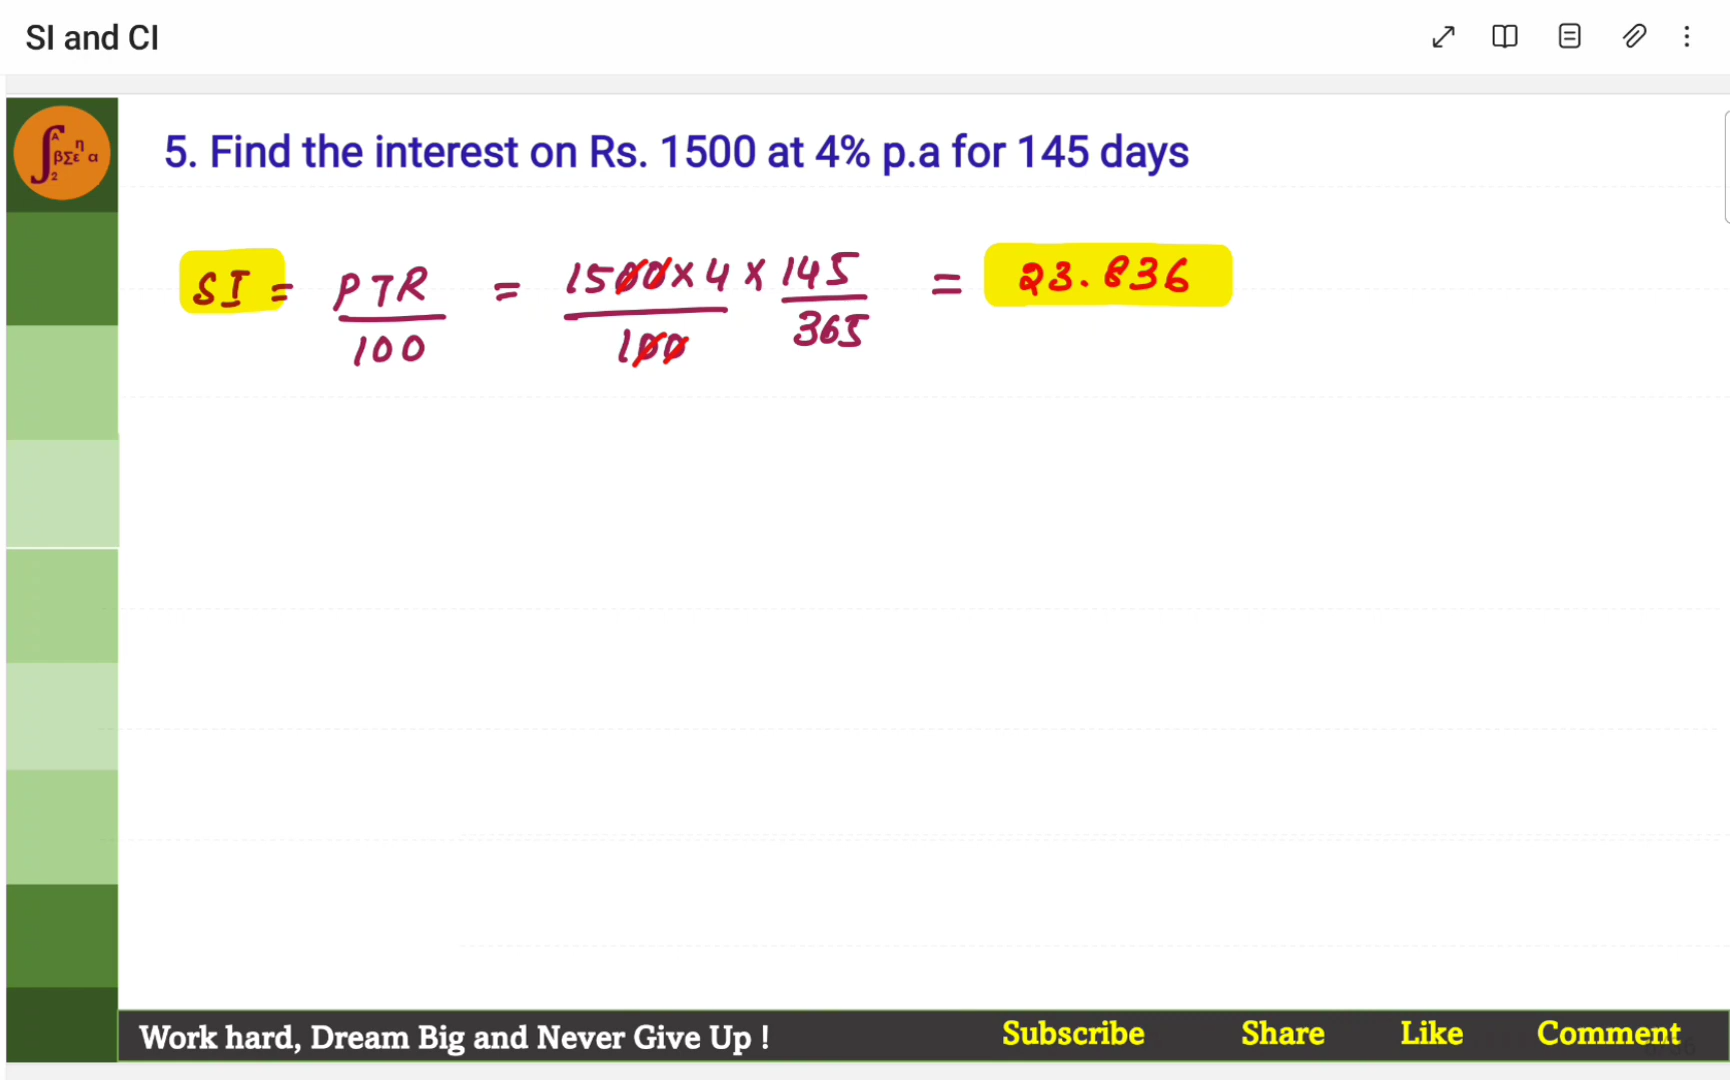 SI and CI
5. Find the interest on Rs. 1500 at 4% p.a for 145 days
SI = PTR/100 = 1500 × 4/100 × 145/365 = 23.836
Work hard, Dream Big and Never Give Up ! Subscribe Share Like Comment